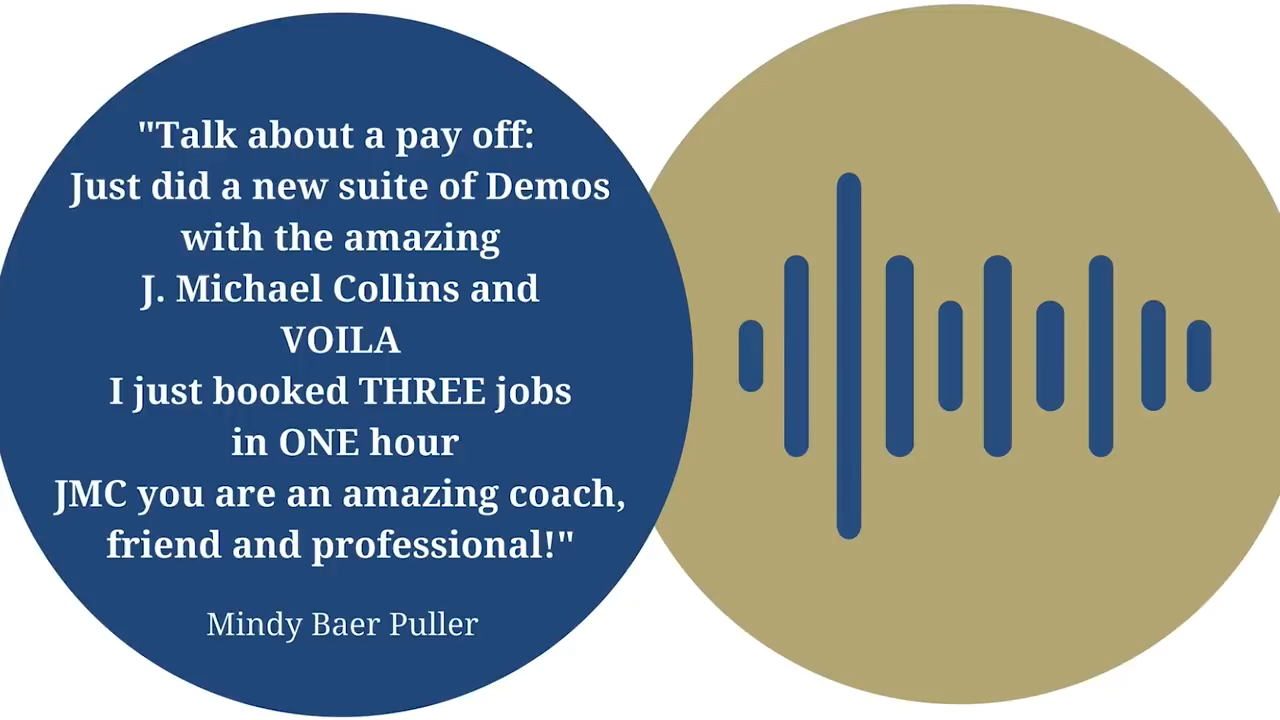 "Talk about a pay off:
Just did a new suite of Demos
with the amazing
J. Michael Collins and
VOILA
I just booked THREE jobs
in ONE hour
JMC you are an amazing coach,
friend and professional!"
Mindy Baer Puller